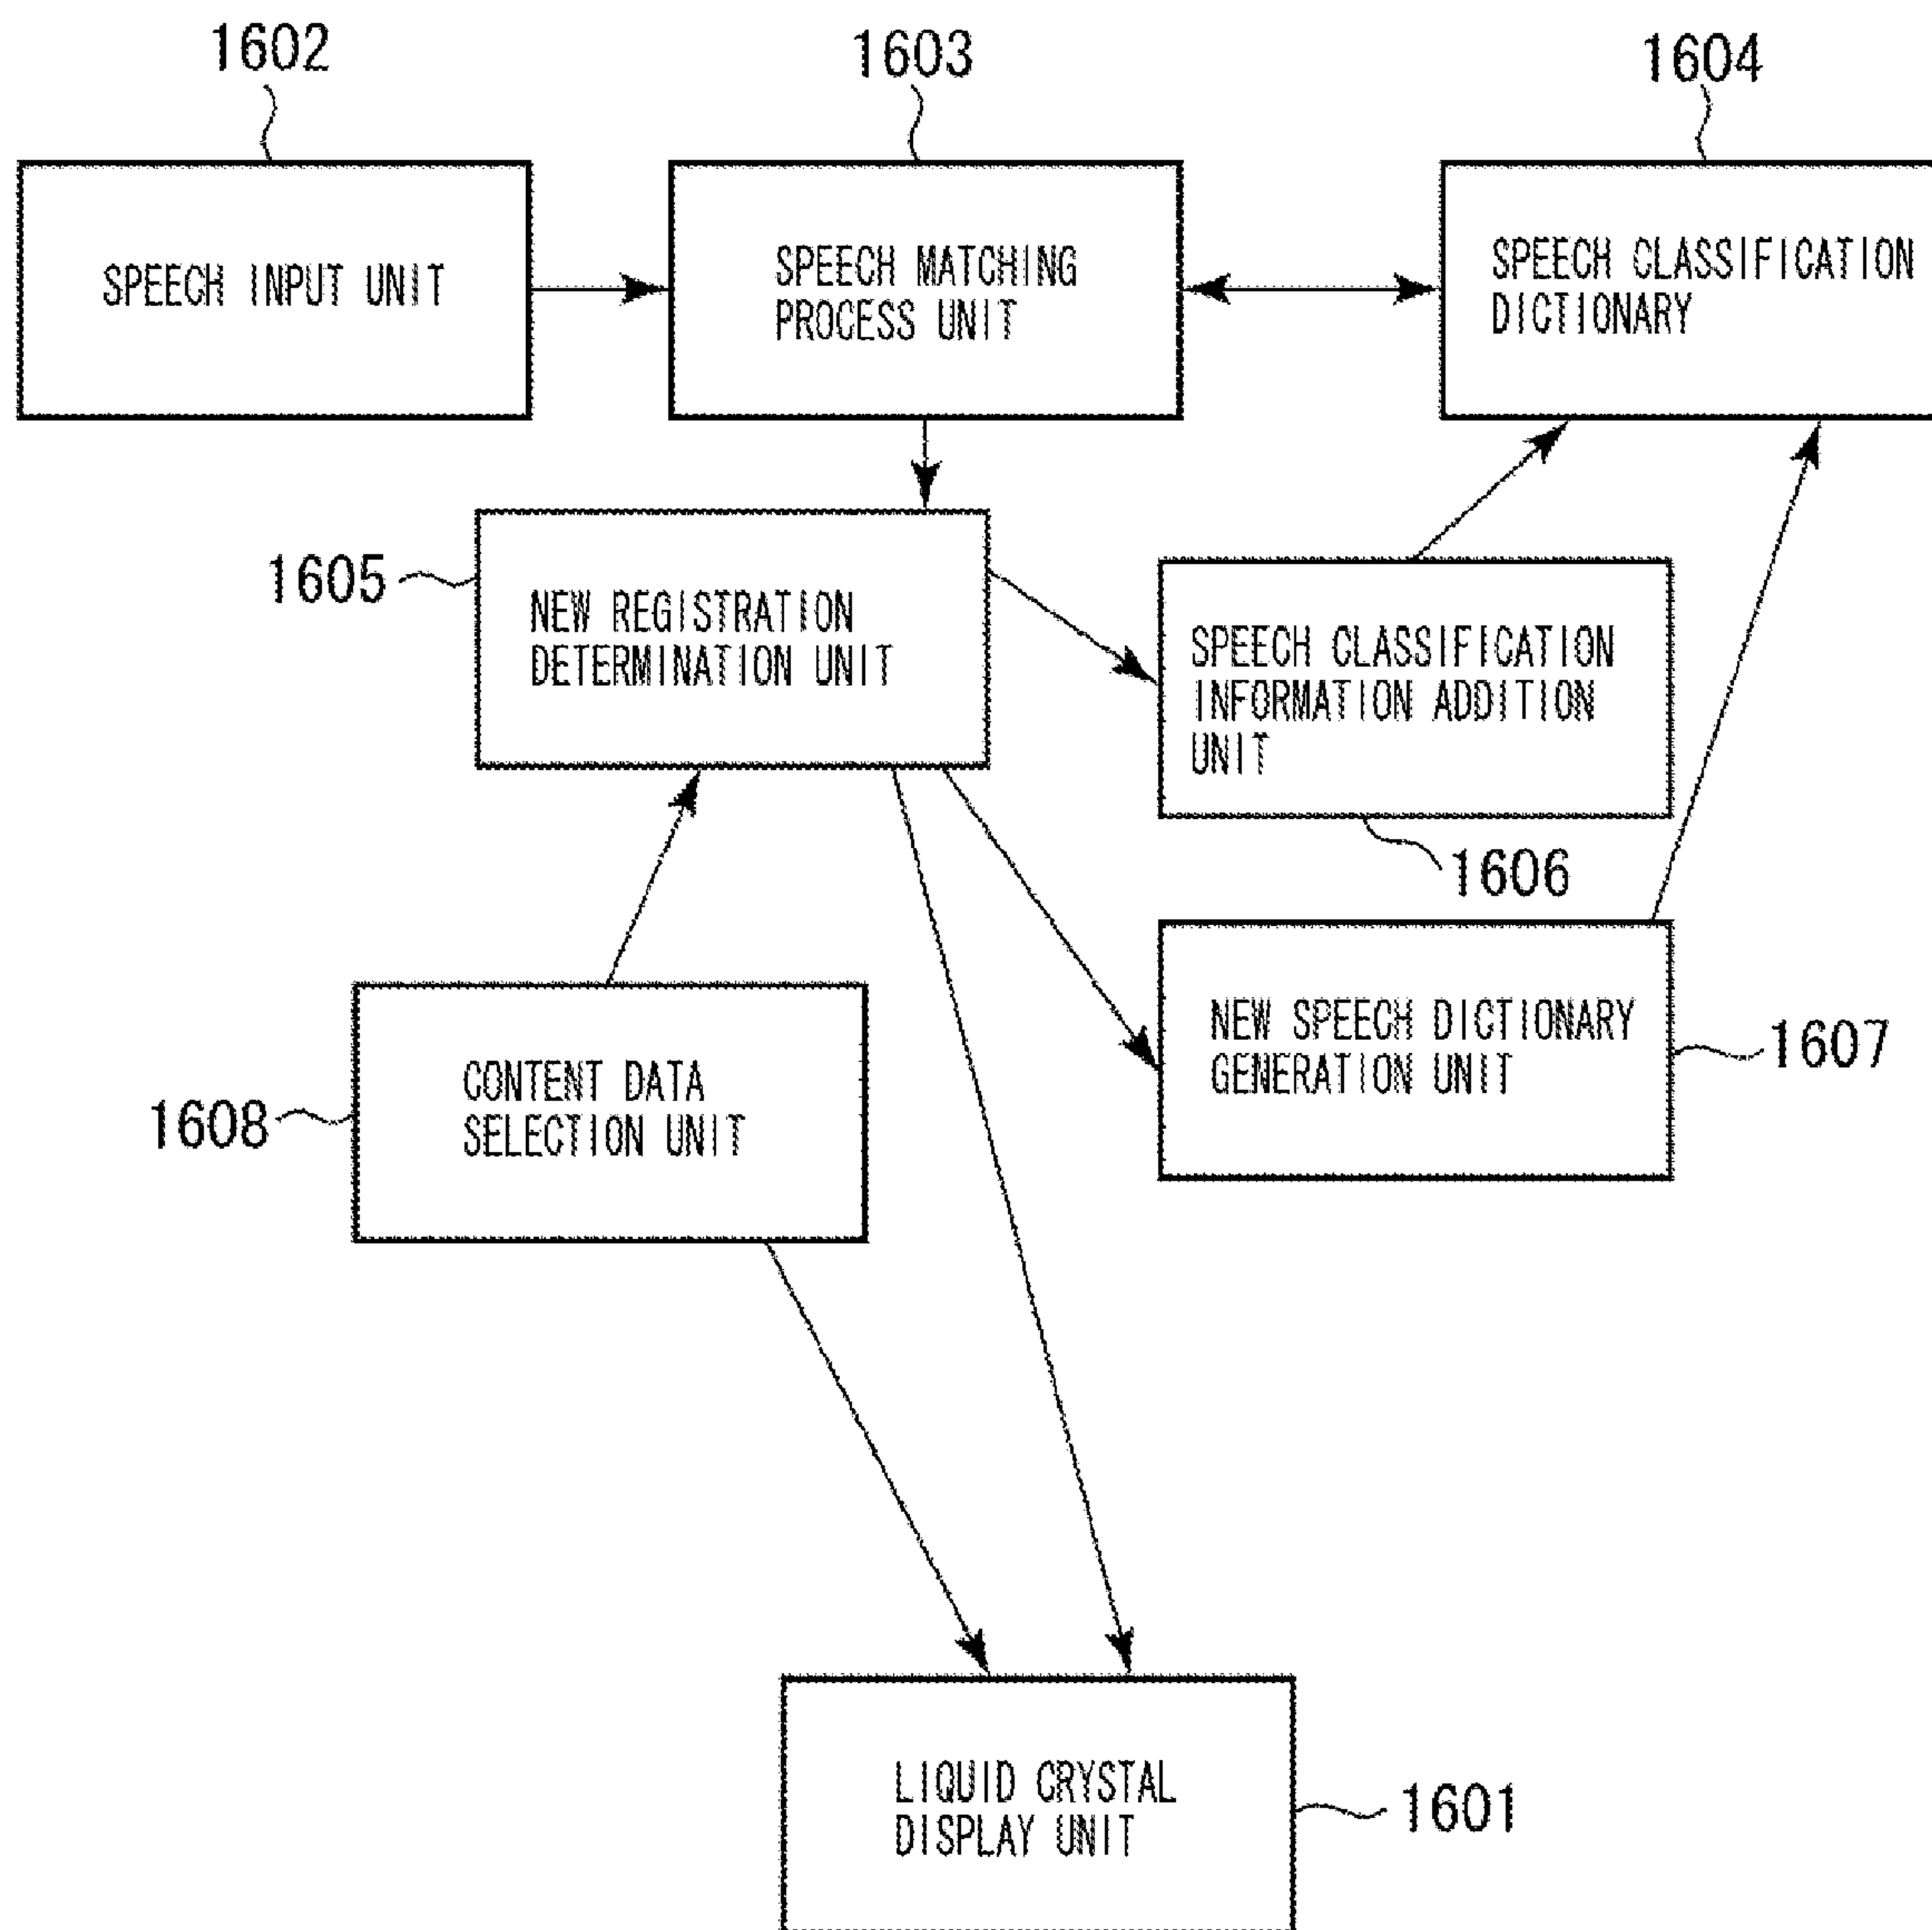 1602
1603
1604
SPEECH INPUT UNIT
SPEECH MATCHING
PROCESS UNIT
SPEECH CLASSIFICATION
DICTIONARY
1605
NEW REGISTRATION
DETERMINATION UNIT
SPEECH CLASSIFICATION
INFORMATION ADDITION
UNIT
1606
1608
CONTENT DATA
SELECTION UNIT
NEW SPEECH DICTIONARY
GENERATION UNIT
1607
LIQUID CRYSTAL
DISPLAY UNIT
1601